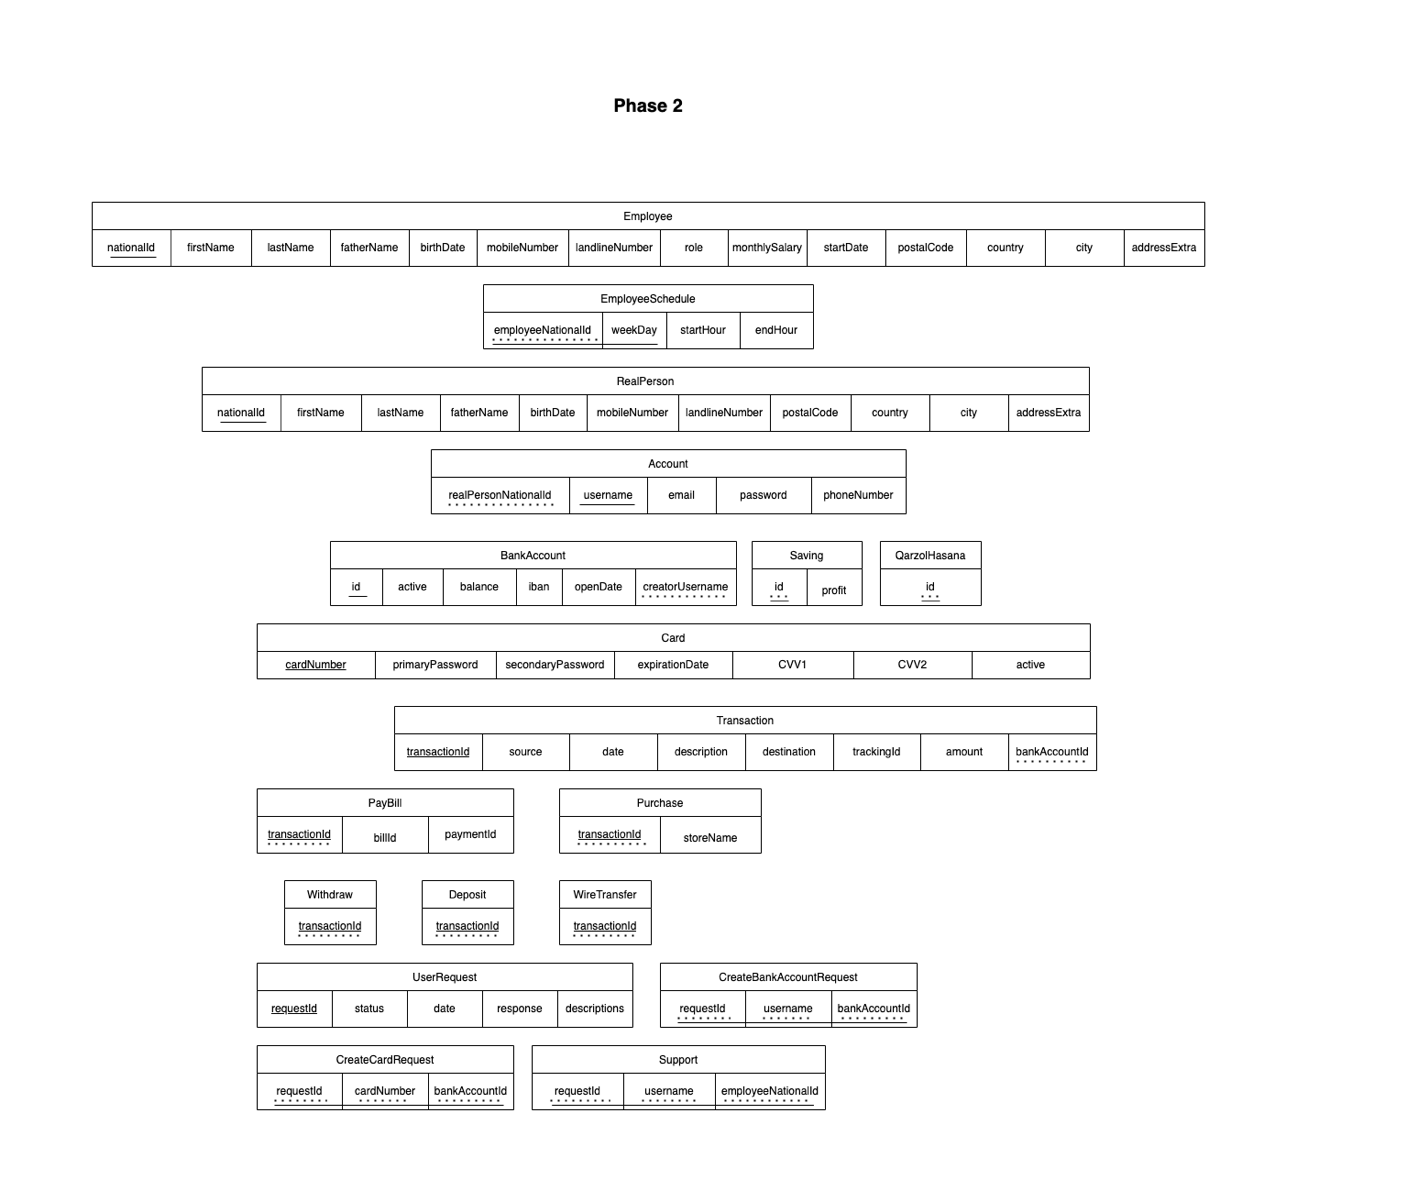 Phase 2
Employee
nationalId firstName lastName fatherName birthDate mobileNumber landlineNumber role monthlySalary startDate postalCode country city addressExtra
EmployeeSchedule
employeeNationalId weekDay startHour endHour
RealPerson
nationalId firstName lastName fatherName birthDate mobileNumber landlineNumber postalCode country city addressExtra
Account
realPersonNationalId username email password phoneNumber
BankAccount Saving QarzolHasana
id active balance iban openDate creatorUsername id profit id
Card
cardNumber primaryPassword secondaryPassword expirationDate CVV1 CVV2 active
Transaction
transactionId source date description destination trackingId amount bankAccountId
PayBill Purchase
transactionId billId paymentId transactionId storeName
Withdraw Deposit WireTransfer
transactionId transactionId transactionId
UserRequest CreateBankAccountRequest
requestId status date response descriptions requestId username bankAccountId
CreateCardRequest Support
requestId cardNumber bankAccountId requestId username employeeNationalId